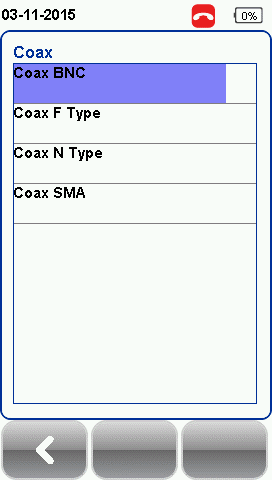 03-11-2015 0%
Coax
Coax BNC
Coax F Type
Coax N Type
Coax SMA